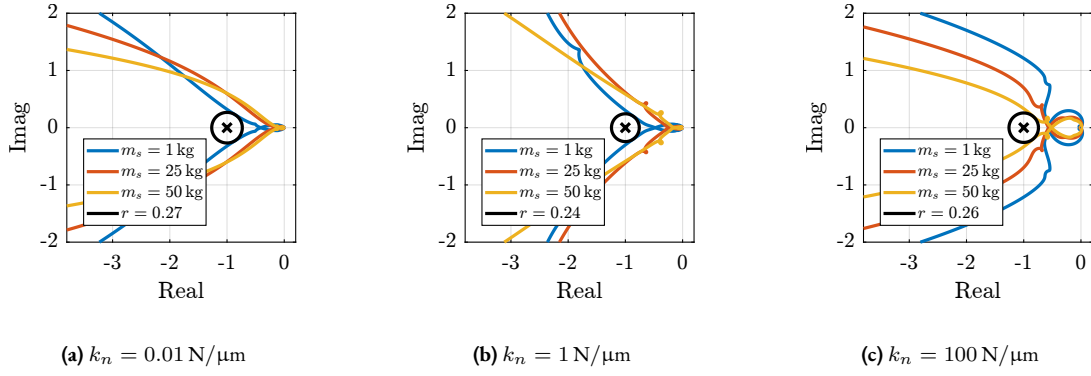 2
1
0
-1
-2
Imag
-3
-2
-1
0
Real
m_s = 1 kg
m_s = 25 kg
m_s = 50 kg
r = 0.27
(a) k_n = 0.01 N/μm
2
1
0
-1
-2
Imag
-3
-2
-1
0
Real
m_s = 1 kg
m_s = 25 kg
m_s = 50 kg
r = 0.24
(b) k_n = 1 N/μm
2
1
0
-1
-2
Imag
-3
-2
-1
0
Real
m_s = 1 kg
m_s = 25 kg
m_s = 50 kg
r = 0.26
(c) k_n = 100 N/μm